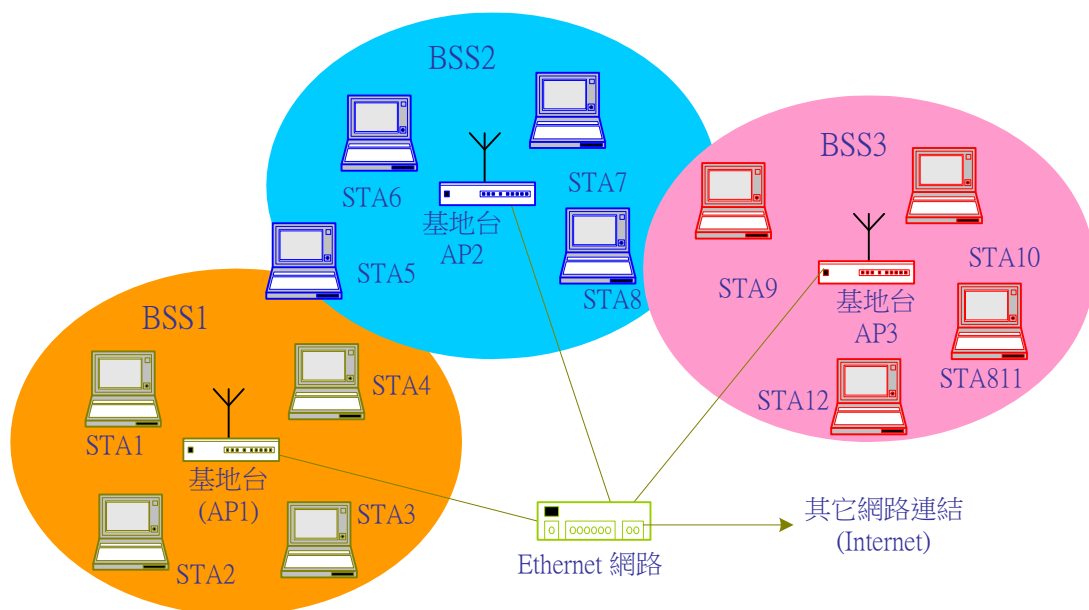 BSS2
STA6
STA7
基地台
AP2
STA5
STA8
BSS3
STA9
STA10
基地台
AP3
STA811
STA12
BSS1
STA4
STA1
基地台
(AP1)
STA3
STA2
Ethernet 網路
其它網路連結
(Internet)